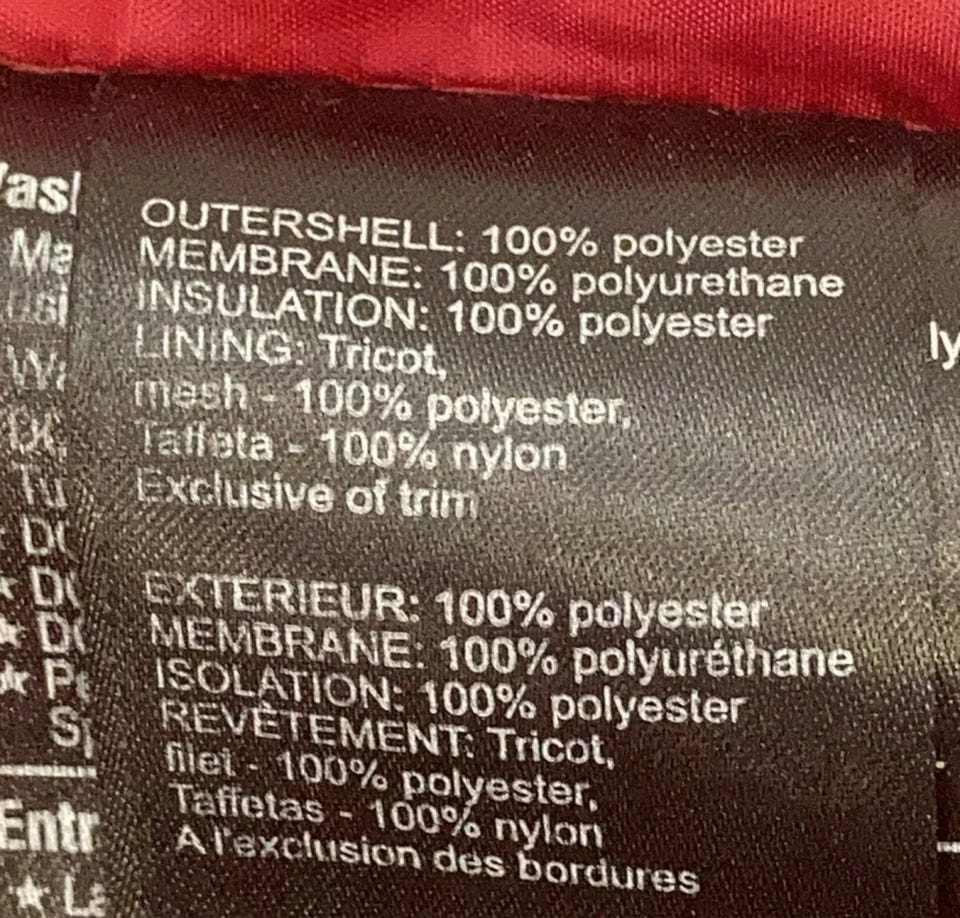 OUTERSHELL: 100% polyester
MEMBRANE: 100% polyurethane
INSULATION: 100% polyester
LINING: Tricot,
mesh - 100% polyester,
Taffeta - 100% nylon
Exclusive of trim
EXTERIEUR: 100% polyester
MEMBRANE: 100% polyuréthane
ISOLATION: 100% polyester
REVÊTEMENT: Tricot,
filet - 100% polyester,
Taffetas - 100% nylon
A l'exclusion des bordures